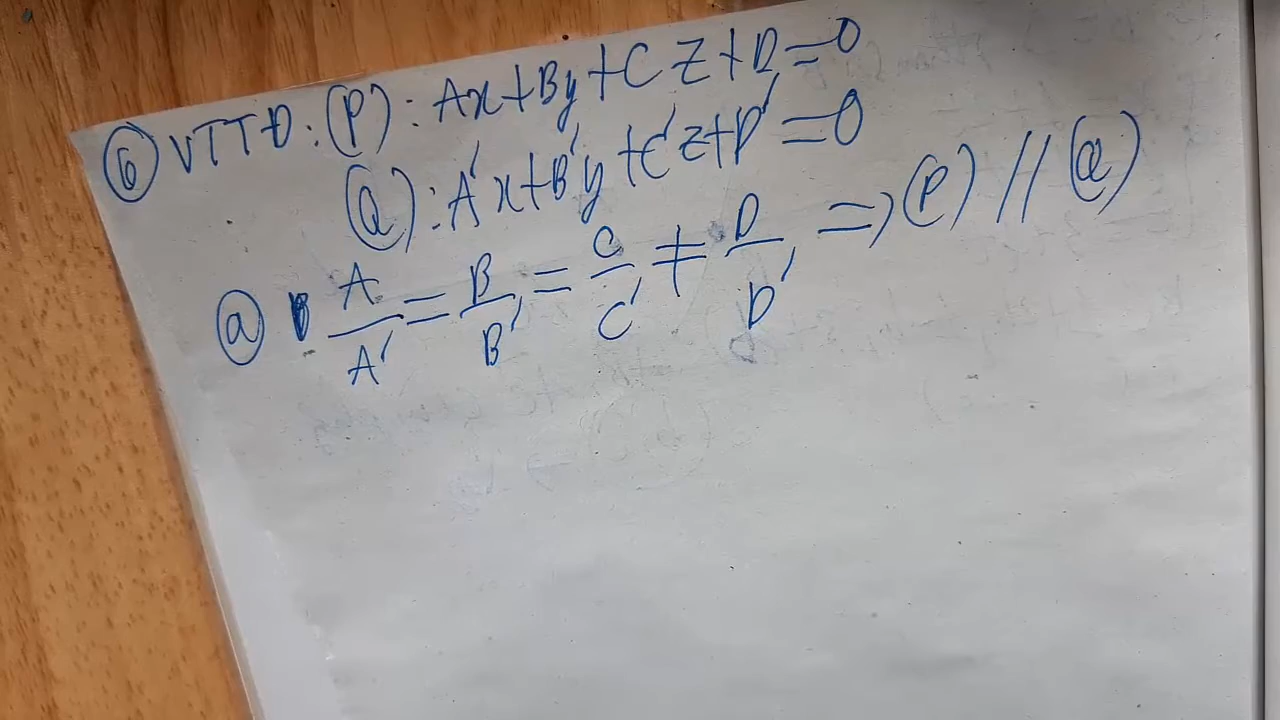 ⑥ VTTĐ: (P): Ax+By+CZ+D=0
(Q): A'x+B'y+C'z+D'=0
ⓐ A/A' = B/B' = C/C' ≠ D/D' => (P) // (Q)